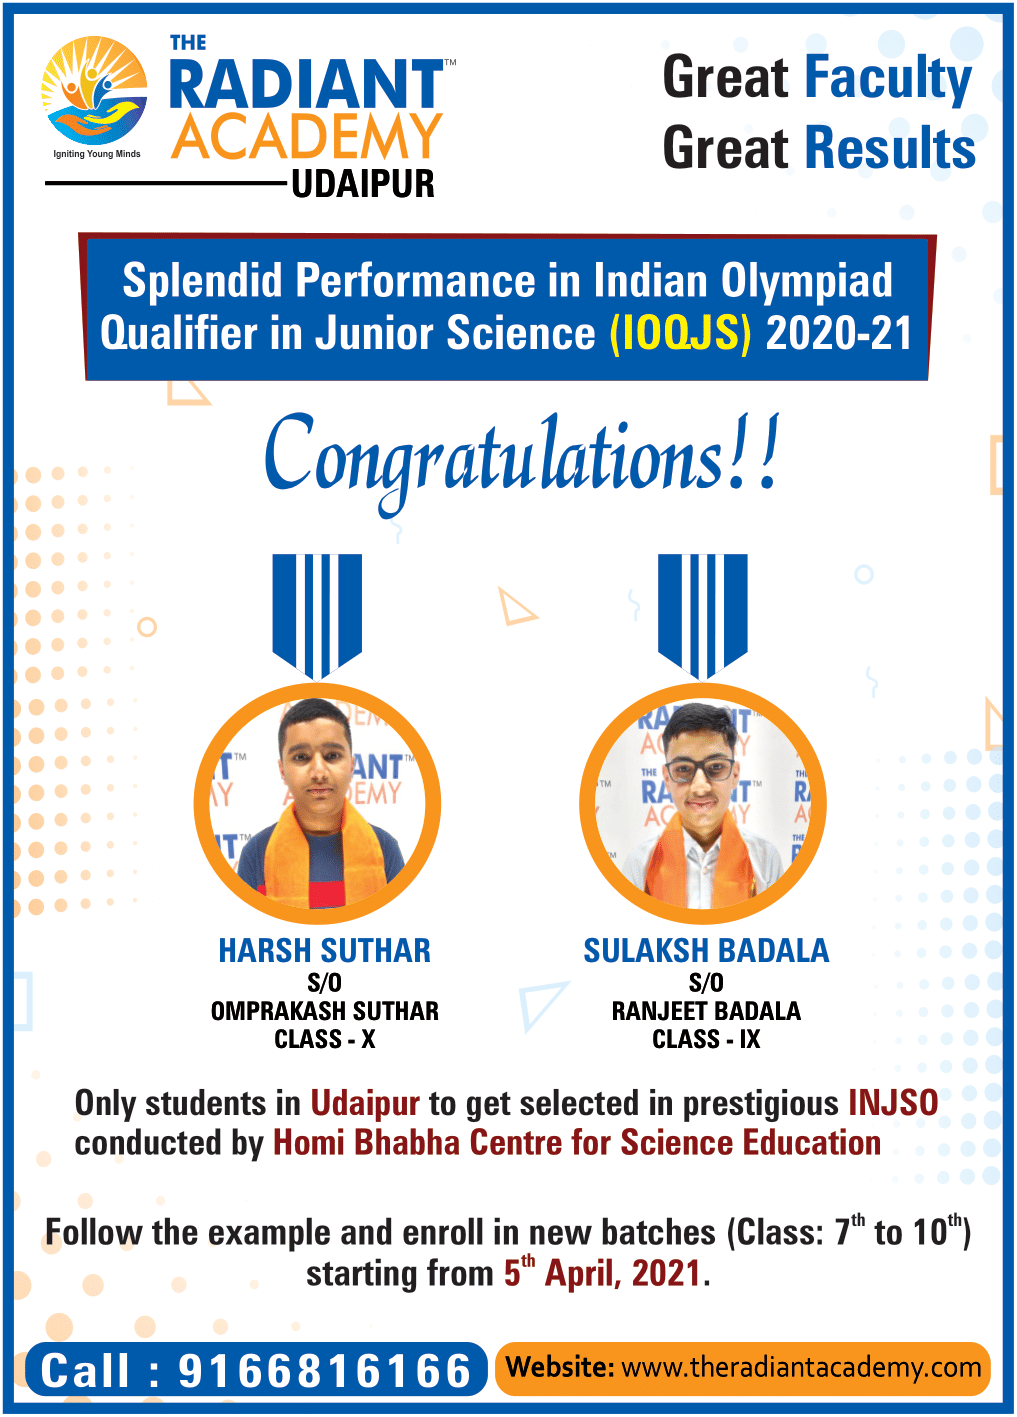 THE
RADIANT™
ACADEMY
Igniting Young Minds
UDAIPUR
Great Faculty
Great Results
Splendid Performance in Indian Olympiad
Qualifier in Junior Science (IOQJS) 2020-21
Congratulations!!
HARSH SUTHAR
S/O
OMPRAKASH SUTHAR
CLASS - X
SULAKSH BADALA
S/O
RANJEET BADALA
CLASS - IX
Only students in Udaipur to get selected in prestigious INJSO
conducted by Homi Bhabha Centre for Science Education
Follow the example and enroll in new batches (Class: 7th to 10th)
starting from 5th April, 2021.
Call : 9166816166
Website: www.theradiantacademy.com